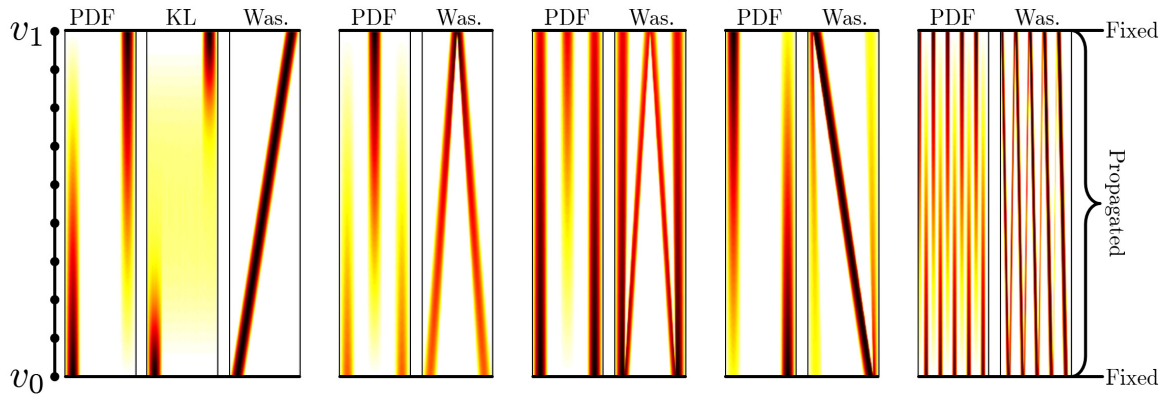 PDF KL Was. PDF Was. PDF Was. PDF Was. PDF Was.
v1 Fixed
Propagated
v0 Fixed